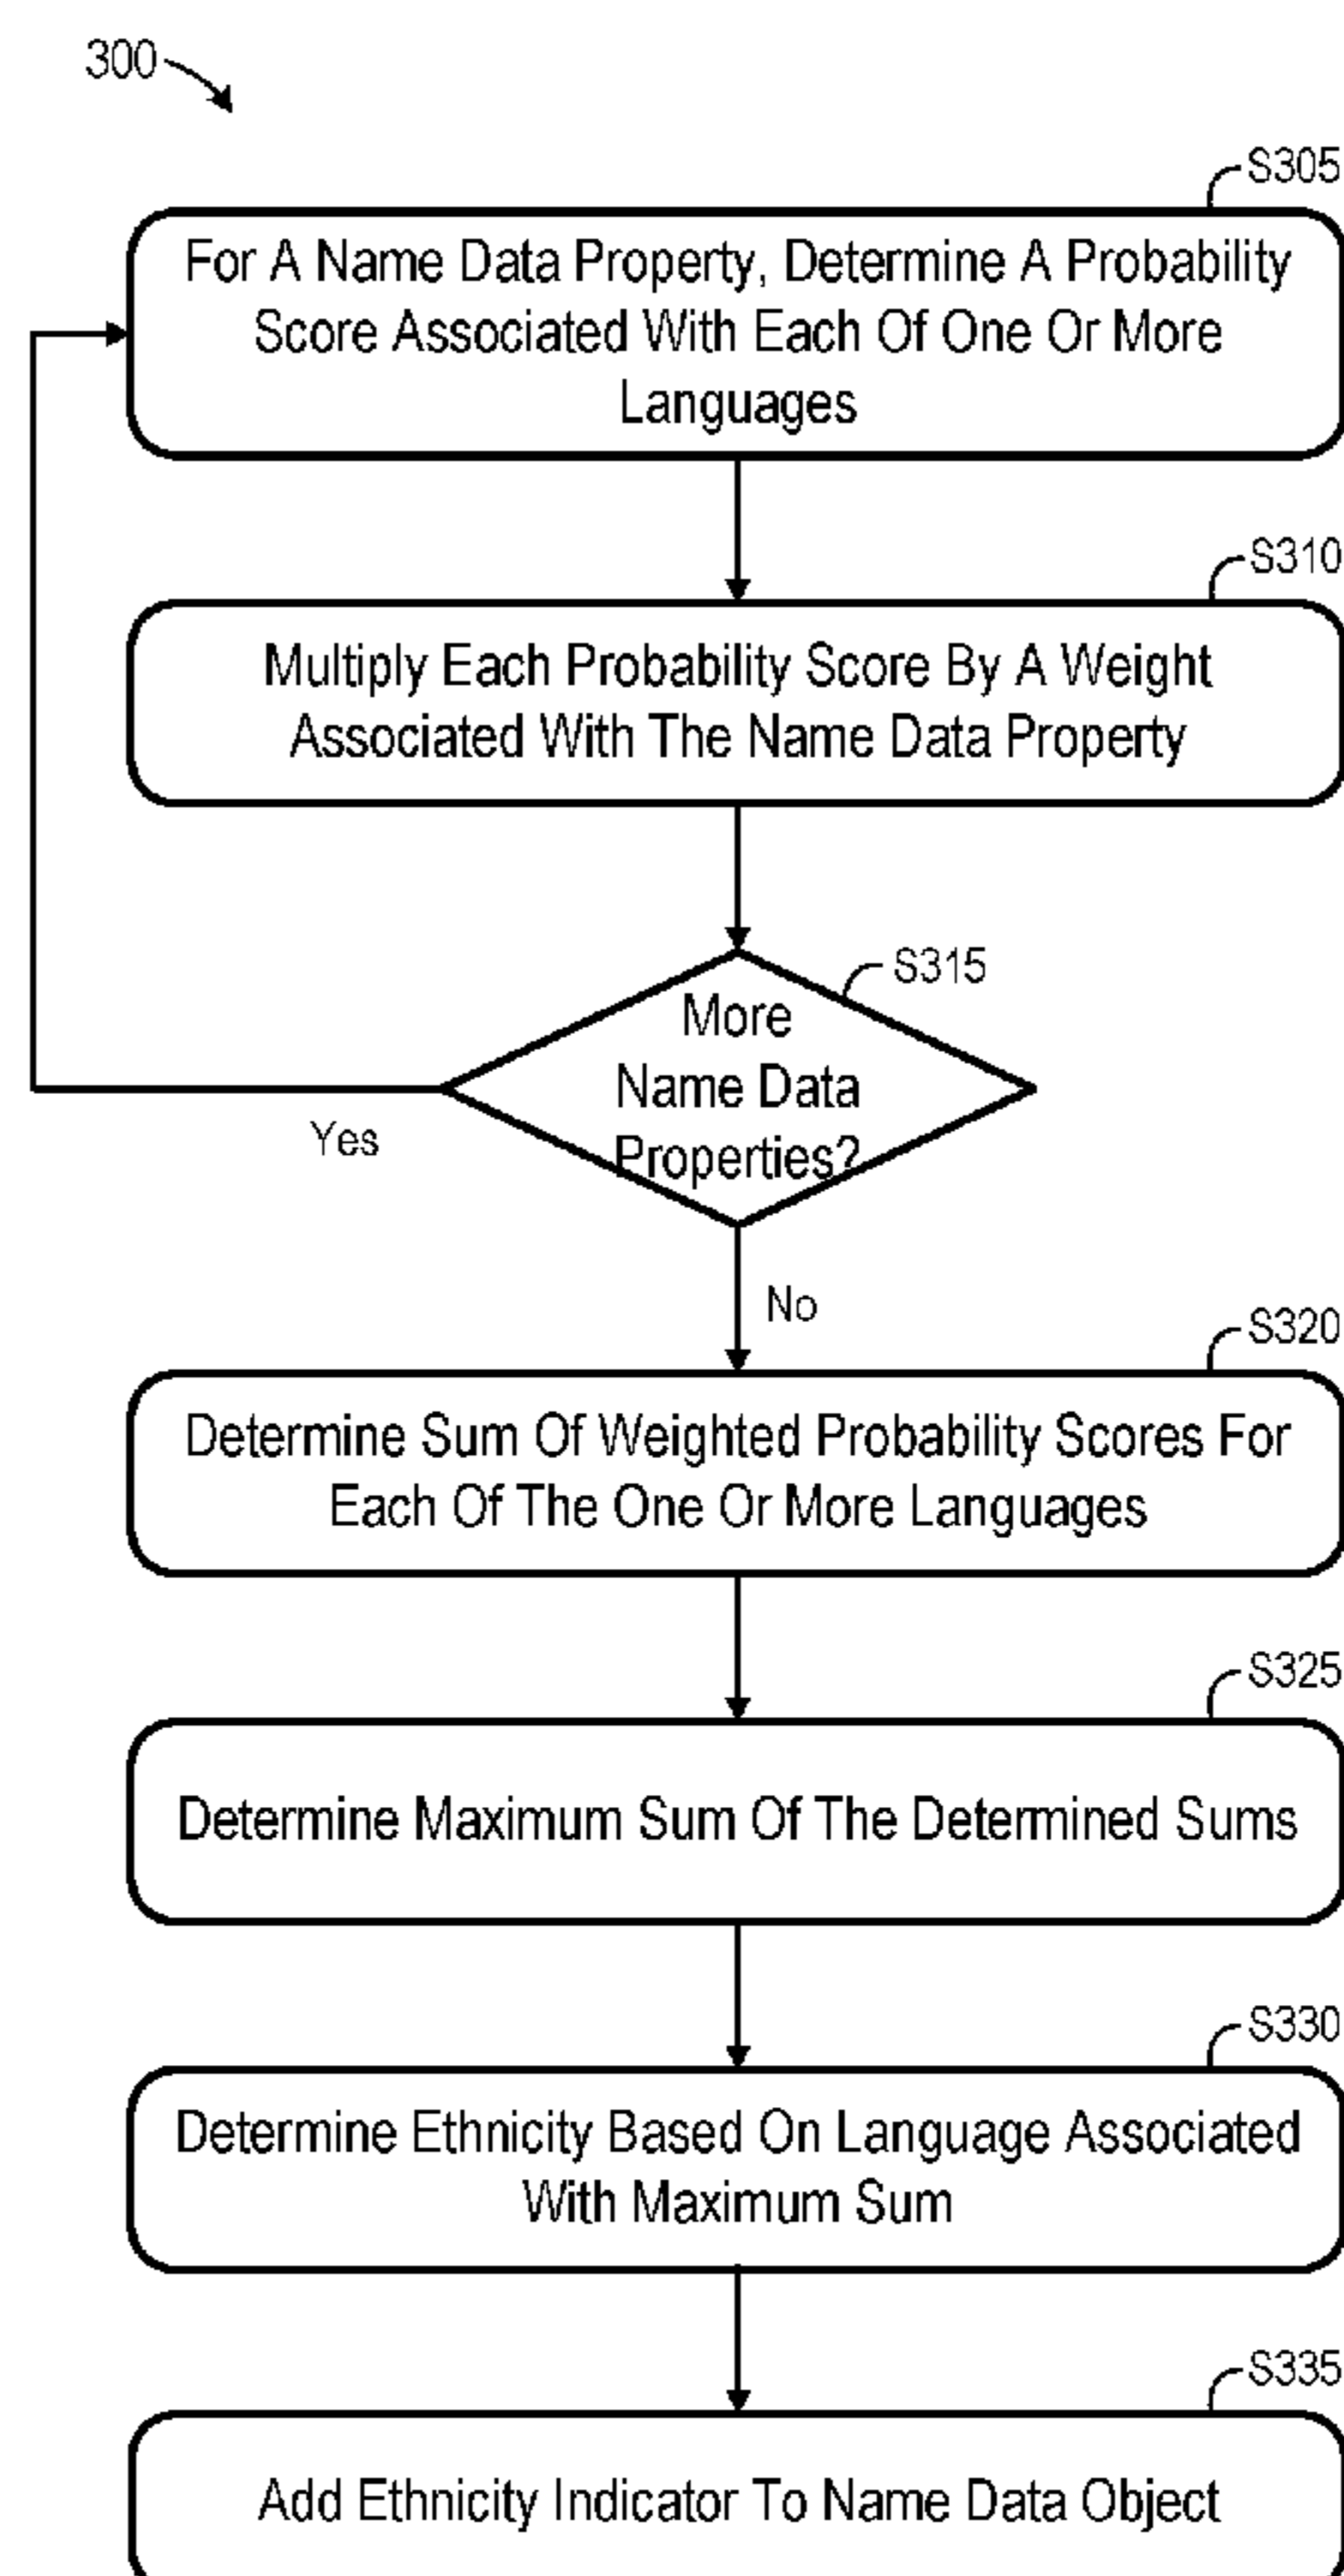 300
S305
For A Name Data Property, Determine A Probability
Score Associated With Each Of One Or More
Languages
S310
Multiply Each Probability Score By A Weight
Associated With The Name Data Property
S315
More
Name Data
Properties?
Yes
No
S320
Determine Sum Of Weighted Probability Scores For
Each Of The One Or More Languages
S325
Determine Maximum Sum Of The Determined Sums
S330
Determine Ethnicity Based On Language Associated
With Maximum Sum
S335
Add Ethnicity Indicator To Name Data Object